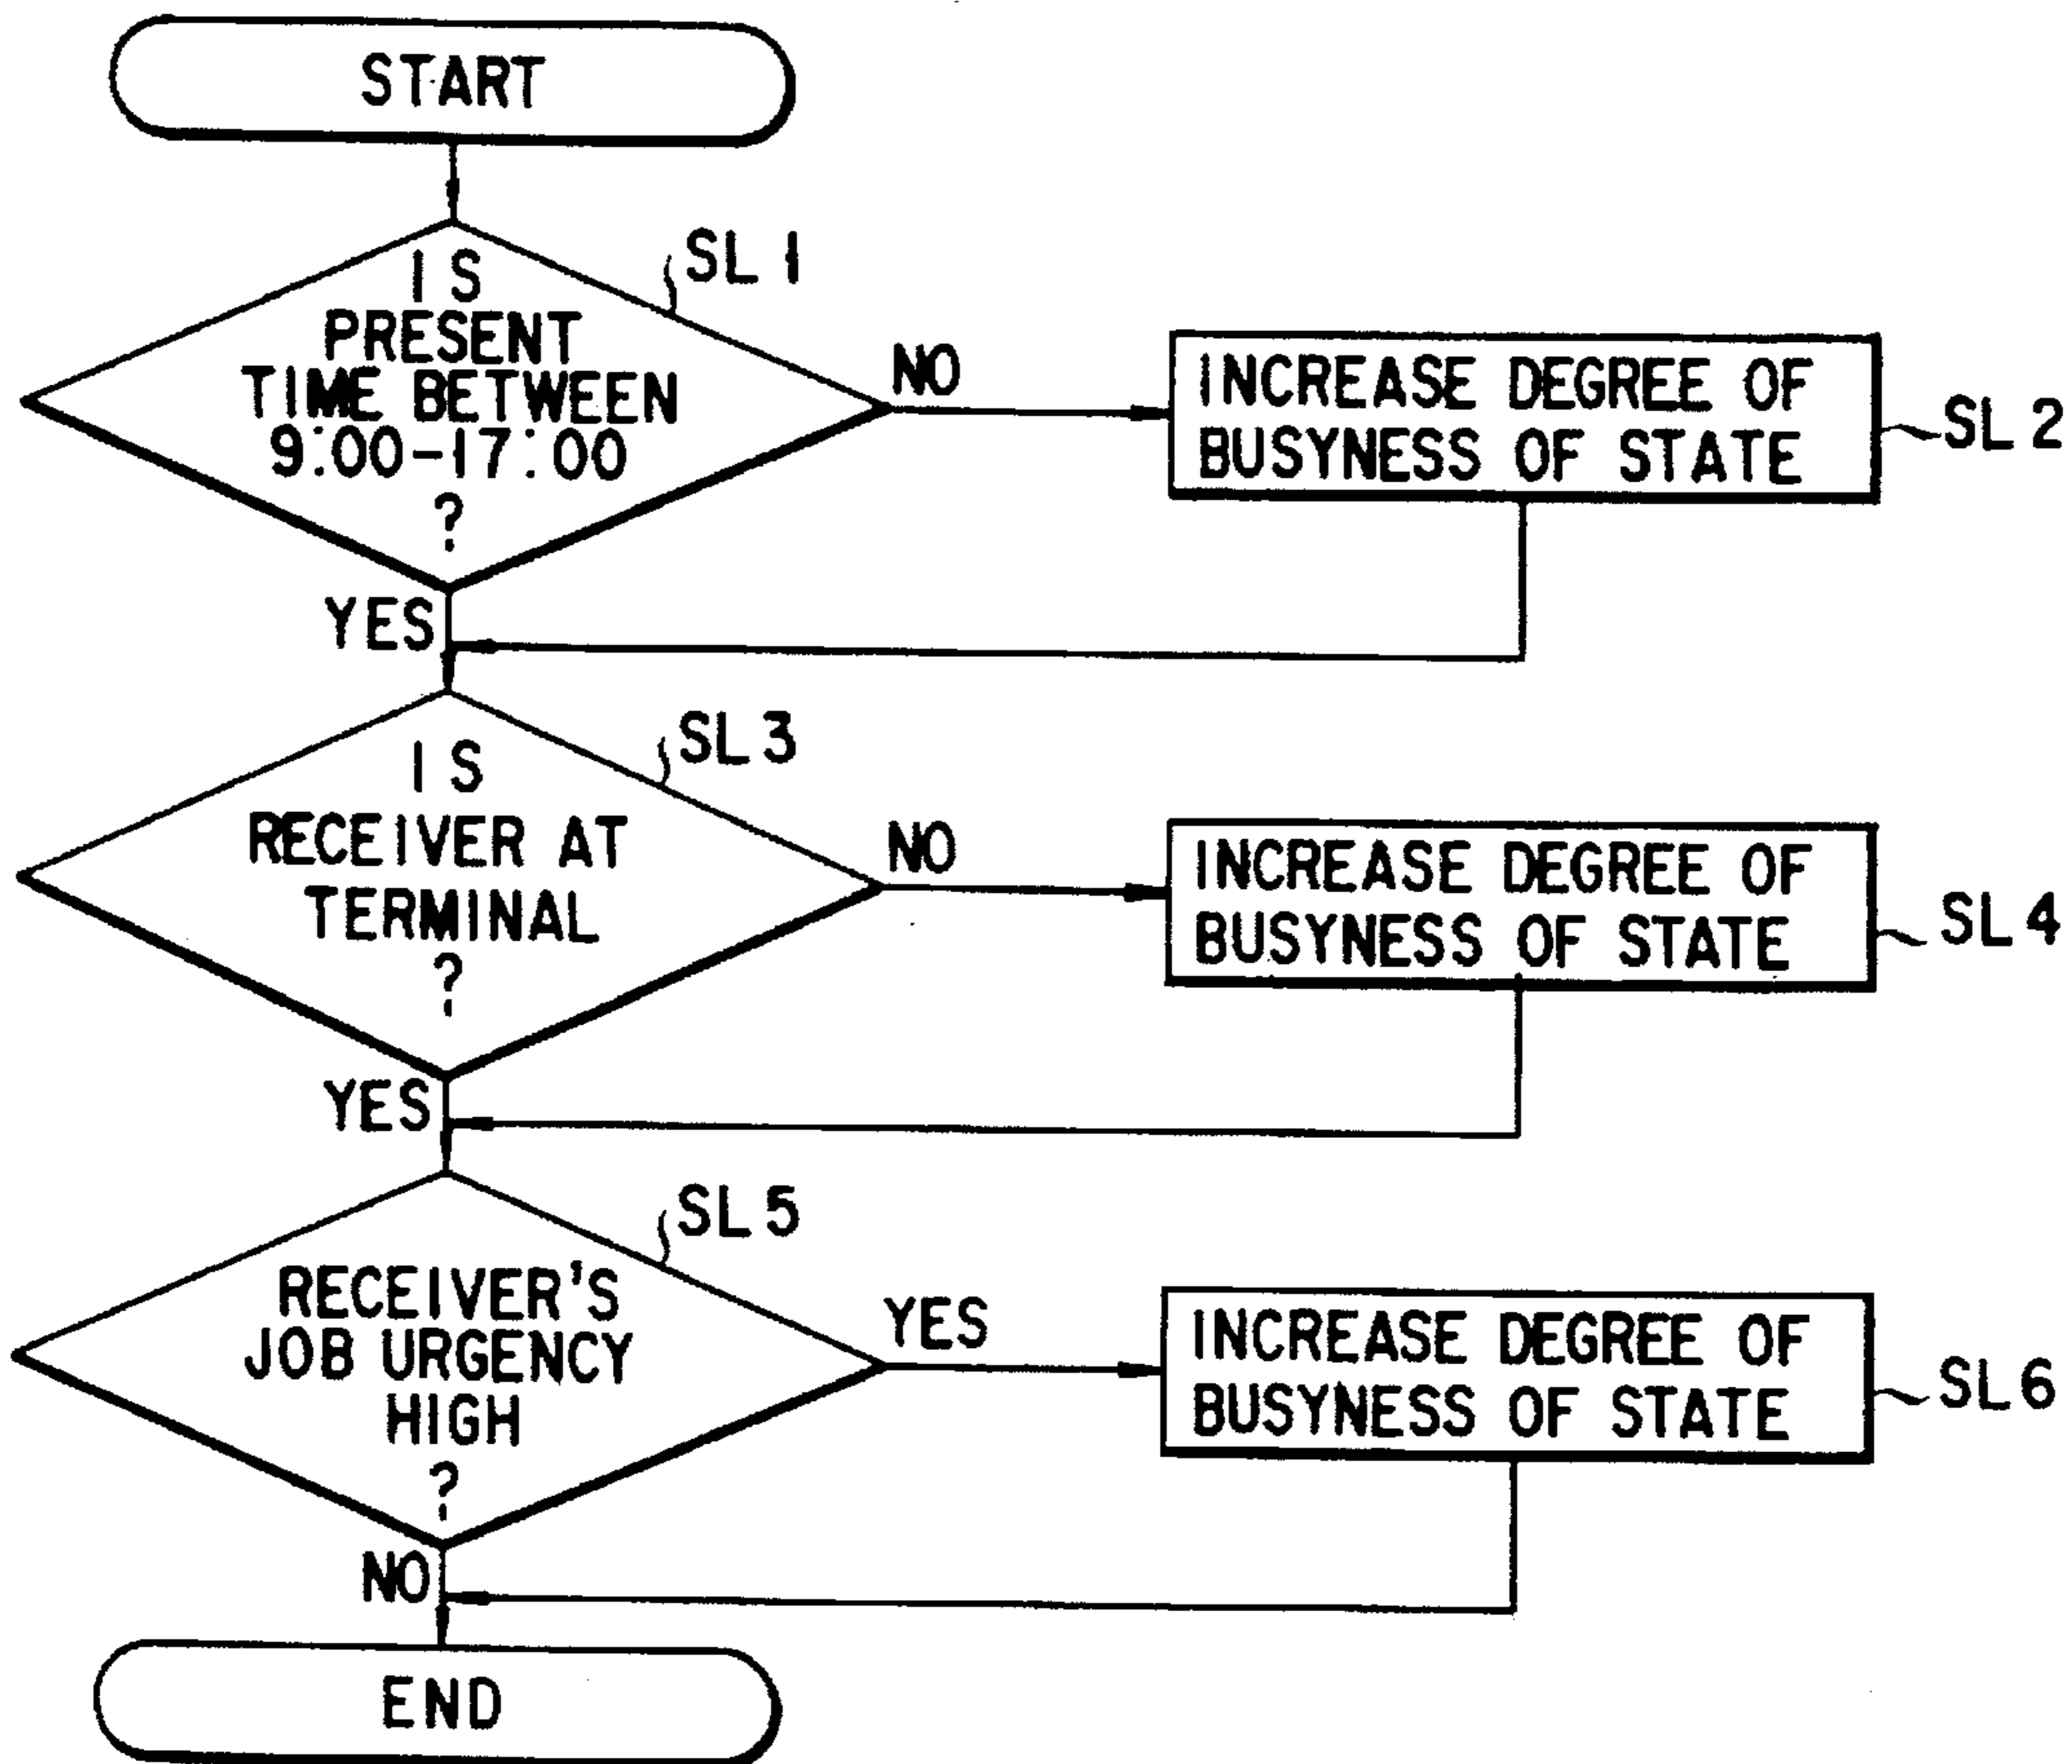 START
SL1
IS
PRESENT
TIME BETWEEN
9:00-17:00
?
NO
INCREASE DEGREE OF
BUSYNESS OF STATE
SL2
YES
SL3
IS
RECEIVER AT
TERMINAL
?
NO
INCREASE DEGREE OF
BUSYNESS OF STATE
SL4
YES
SL5
RECEIVER'S
JOB URGENCY
HIGH
?
YES
INCREASE DEGREE OF
BUSYNESS OF STATE
SL6
NO
END